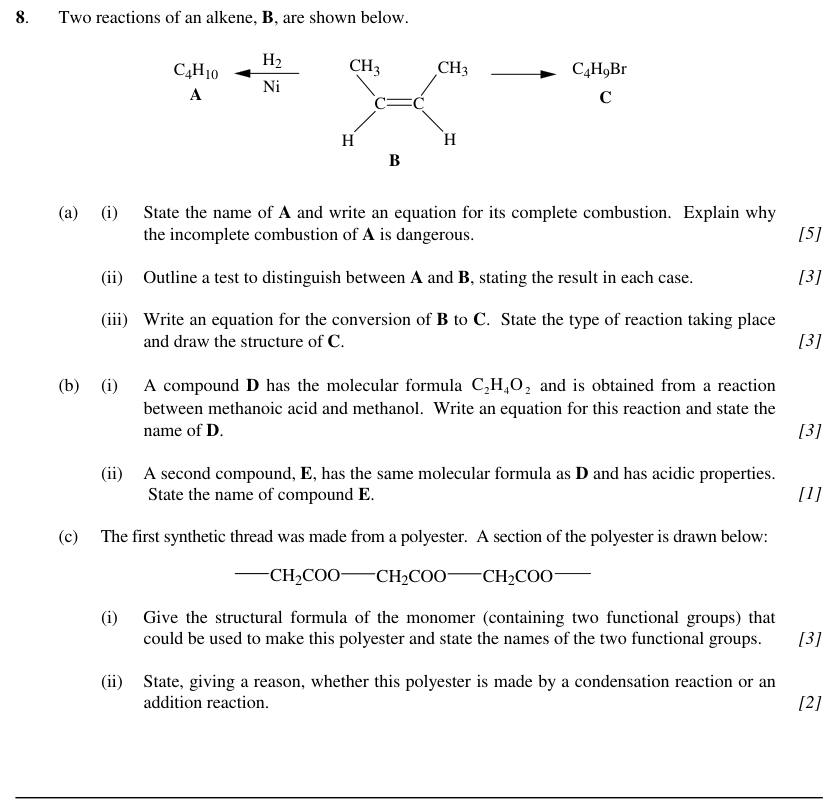 8. Two reactions of an alkene, B, are shown below.
C4H10 H2 CH3 CH3 C4H9Br
A Ni C
C C
H H
B
(a) (i) State the name of A and write an equation for its complete combustion. Explain why
the incomplete combustion of A is dangerous. [5]
(ii) Outline a test to distinguish between A and B, stating the result in each case. [3]
(iii) Write an equation for the conversion of B to C. State the type of reaction taking place
and draw the structure of C. [3]
(b) (i) A compound D has the molecular formula C2H4O2 and is obtained from a reaction
between methanoic acid and methanol. Write an equation for this reaction and state the
name of D. [3]
(ii) A second compound, E, has the same molecular formula as D and has acidic properties.
State the name of compound E. [1]
(c) The first synthetic thread was made from a polyester. A section of the polyester is drawn below:
—CH2COO—CH2COO—CH2COO—
(i) Give the structural formula of the monomer (containing two functional groups) that
could be used to make this polyester and state the names of the two functional groups. [3]
(ii) State, giving a reason, whether this polyester is made by a condensation reaction or an
addition reaction. [2]